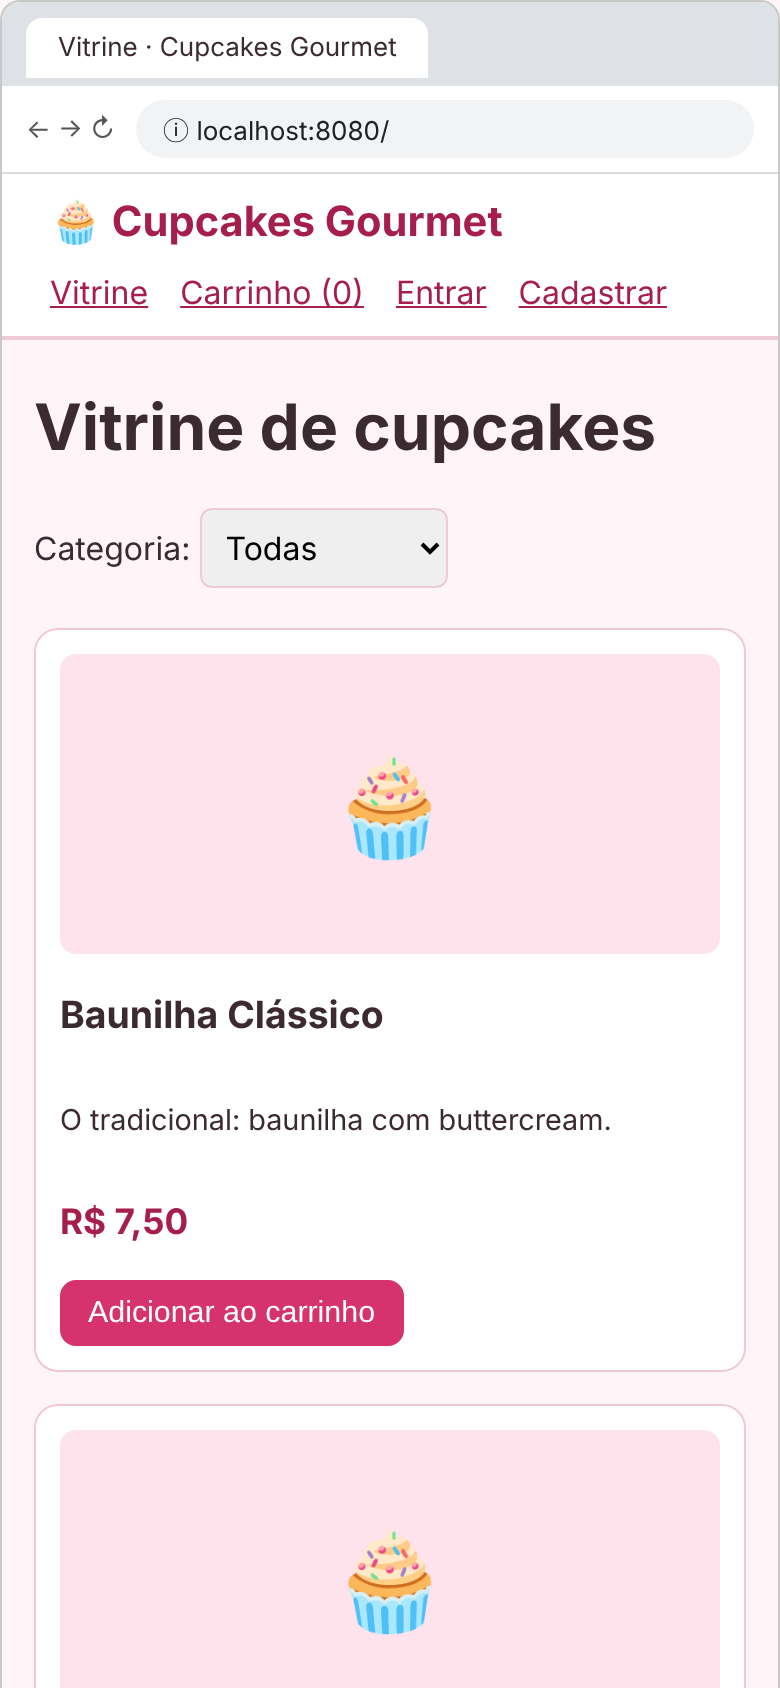 Vitrine · Cupcakes Gourmet
localhost:8080/
Cupcakes Gourmet
Vitrine Carrinho (0) Entrar Cadastrar
Vitrine de cupcakes
Categoria: Todas
Baunilha Clássico
O tradicional: baunilha com buttercream.
R$ 7,50
Adicionar ao carrinho